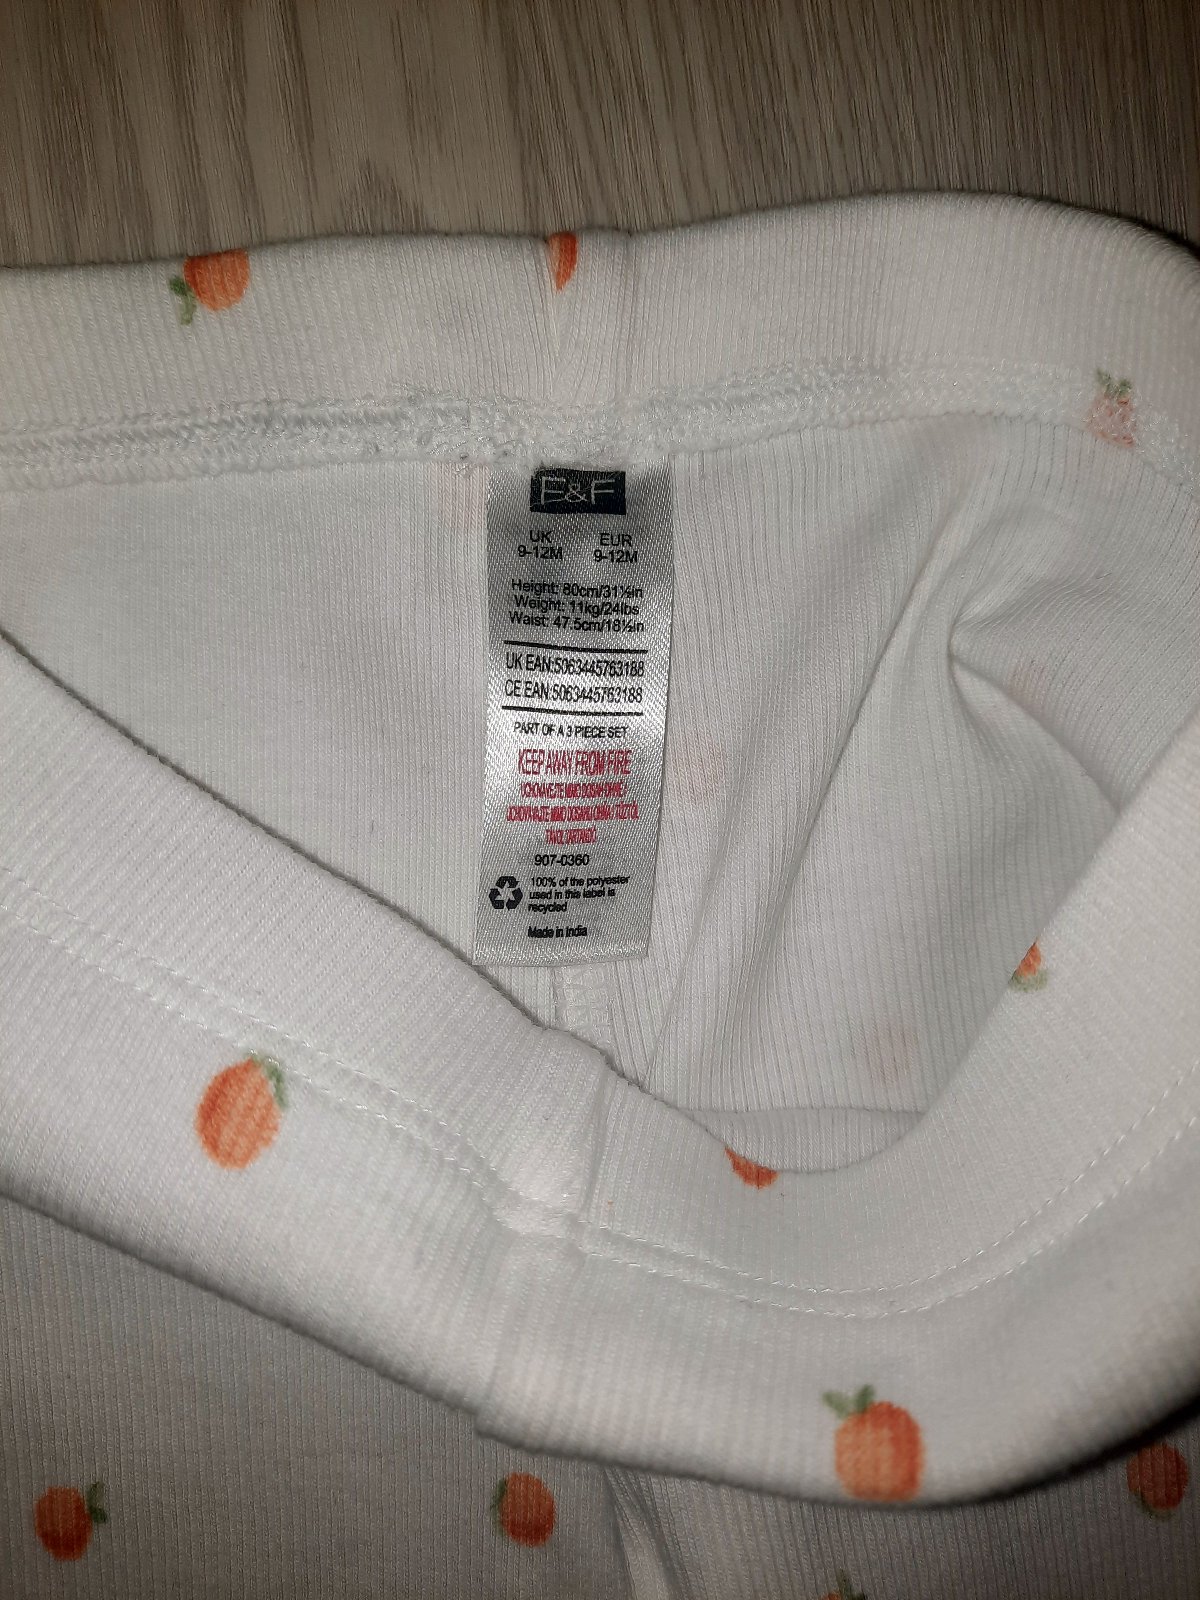 F&F
UK EUR
9-12M 9-12M
Height: 80cm/31½in
Weight: 11kg/24lbs
Waist: 47.5cm/18½in
UK EAN:5063445763188
CE EAN:5063445763188
PART OF A 3 PIECE SET
KEEP AWAY FROM FIRE
907-0360
100% of the polyester
used in this label is
recycled
Made in India